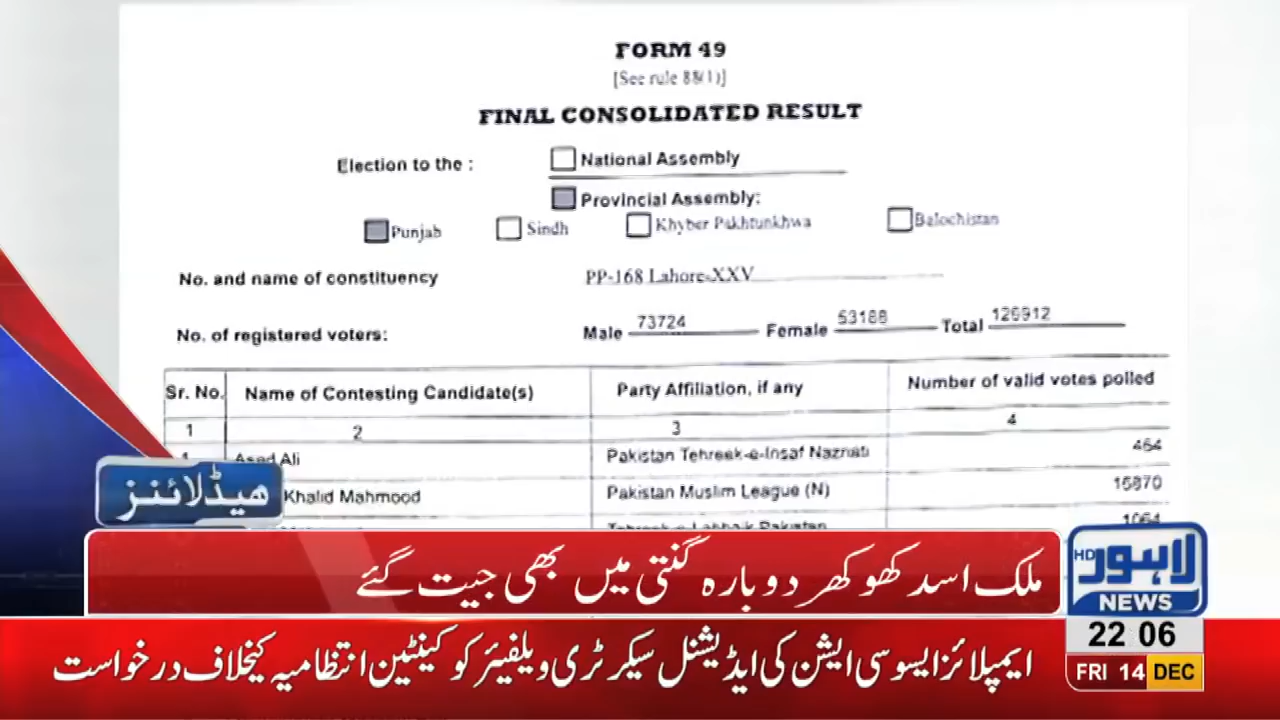 FORM 49
[See rule 88(1)]
FINAL CONSOLIDATED RESULT
Election to the : National Assembly
Provincial Assembly:
Punjab Sindh Khyber Pakhtunkhwa Balochistan
No. and name of constituency PP-168 Lahore-XXV
No. of registered voters: Male 73724 Female 53188 Total 126912
Sr. No. Name of Contesting Candidate(s) Party Affiliation, if any Number of valid votes polled
1 2 3 4
1 Asad Ali Pakistan Tehreek-e-Insaf Nazriati 464
Khalid Mahmood Pakistan Muslim League (N) 15870
Tehreek-e-Labbaik Pakistan 1064
ہیڈلائنز
ملک اسد کھوکھر دوبارہ گنتی میں بھی جیت گئے
HD لاہور
NEWS
22 06
FRI 14 DEC
ایمپلائز ایسوسی ایشن کی ایڈیشنل سیکرٹری ویلفیئر کو کینٹین انتظامیہ کیخلاف درخواست